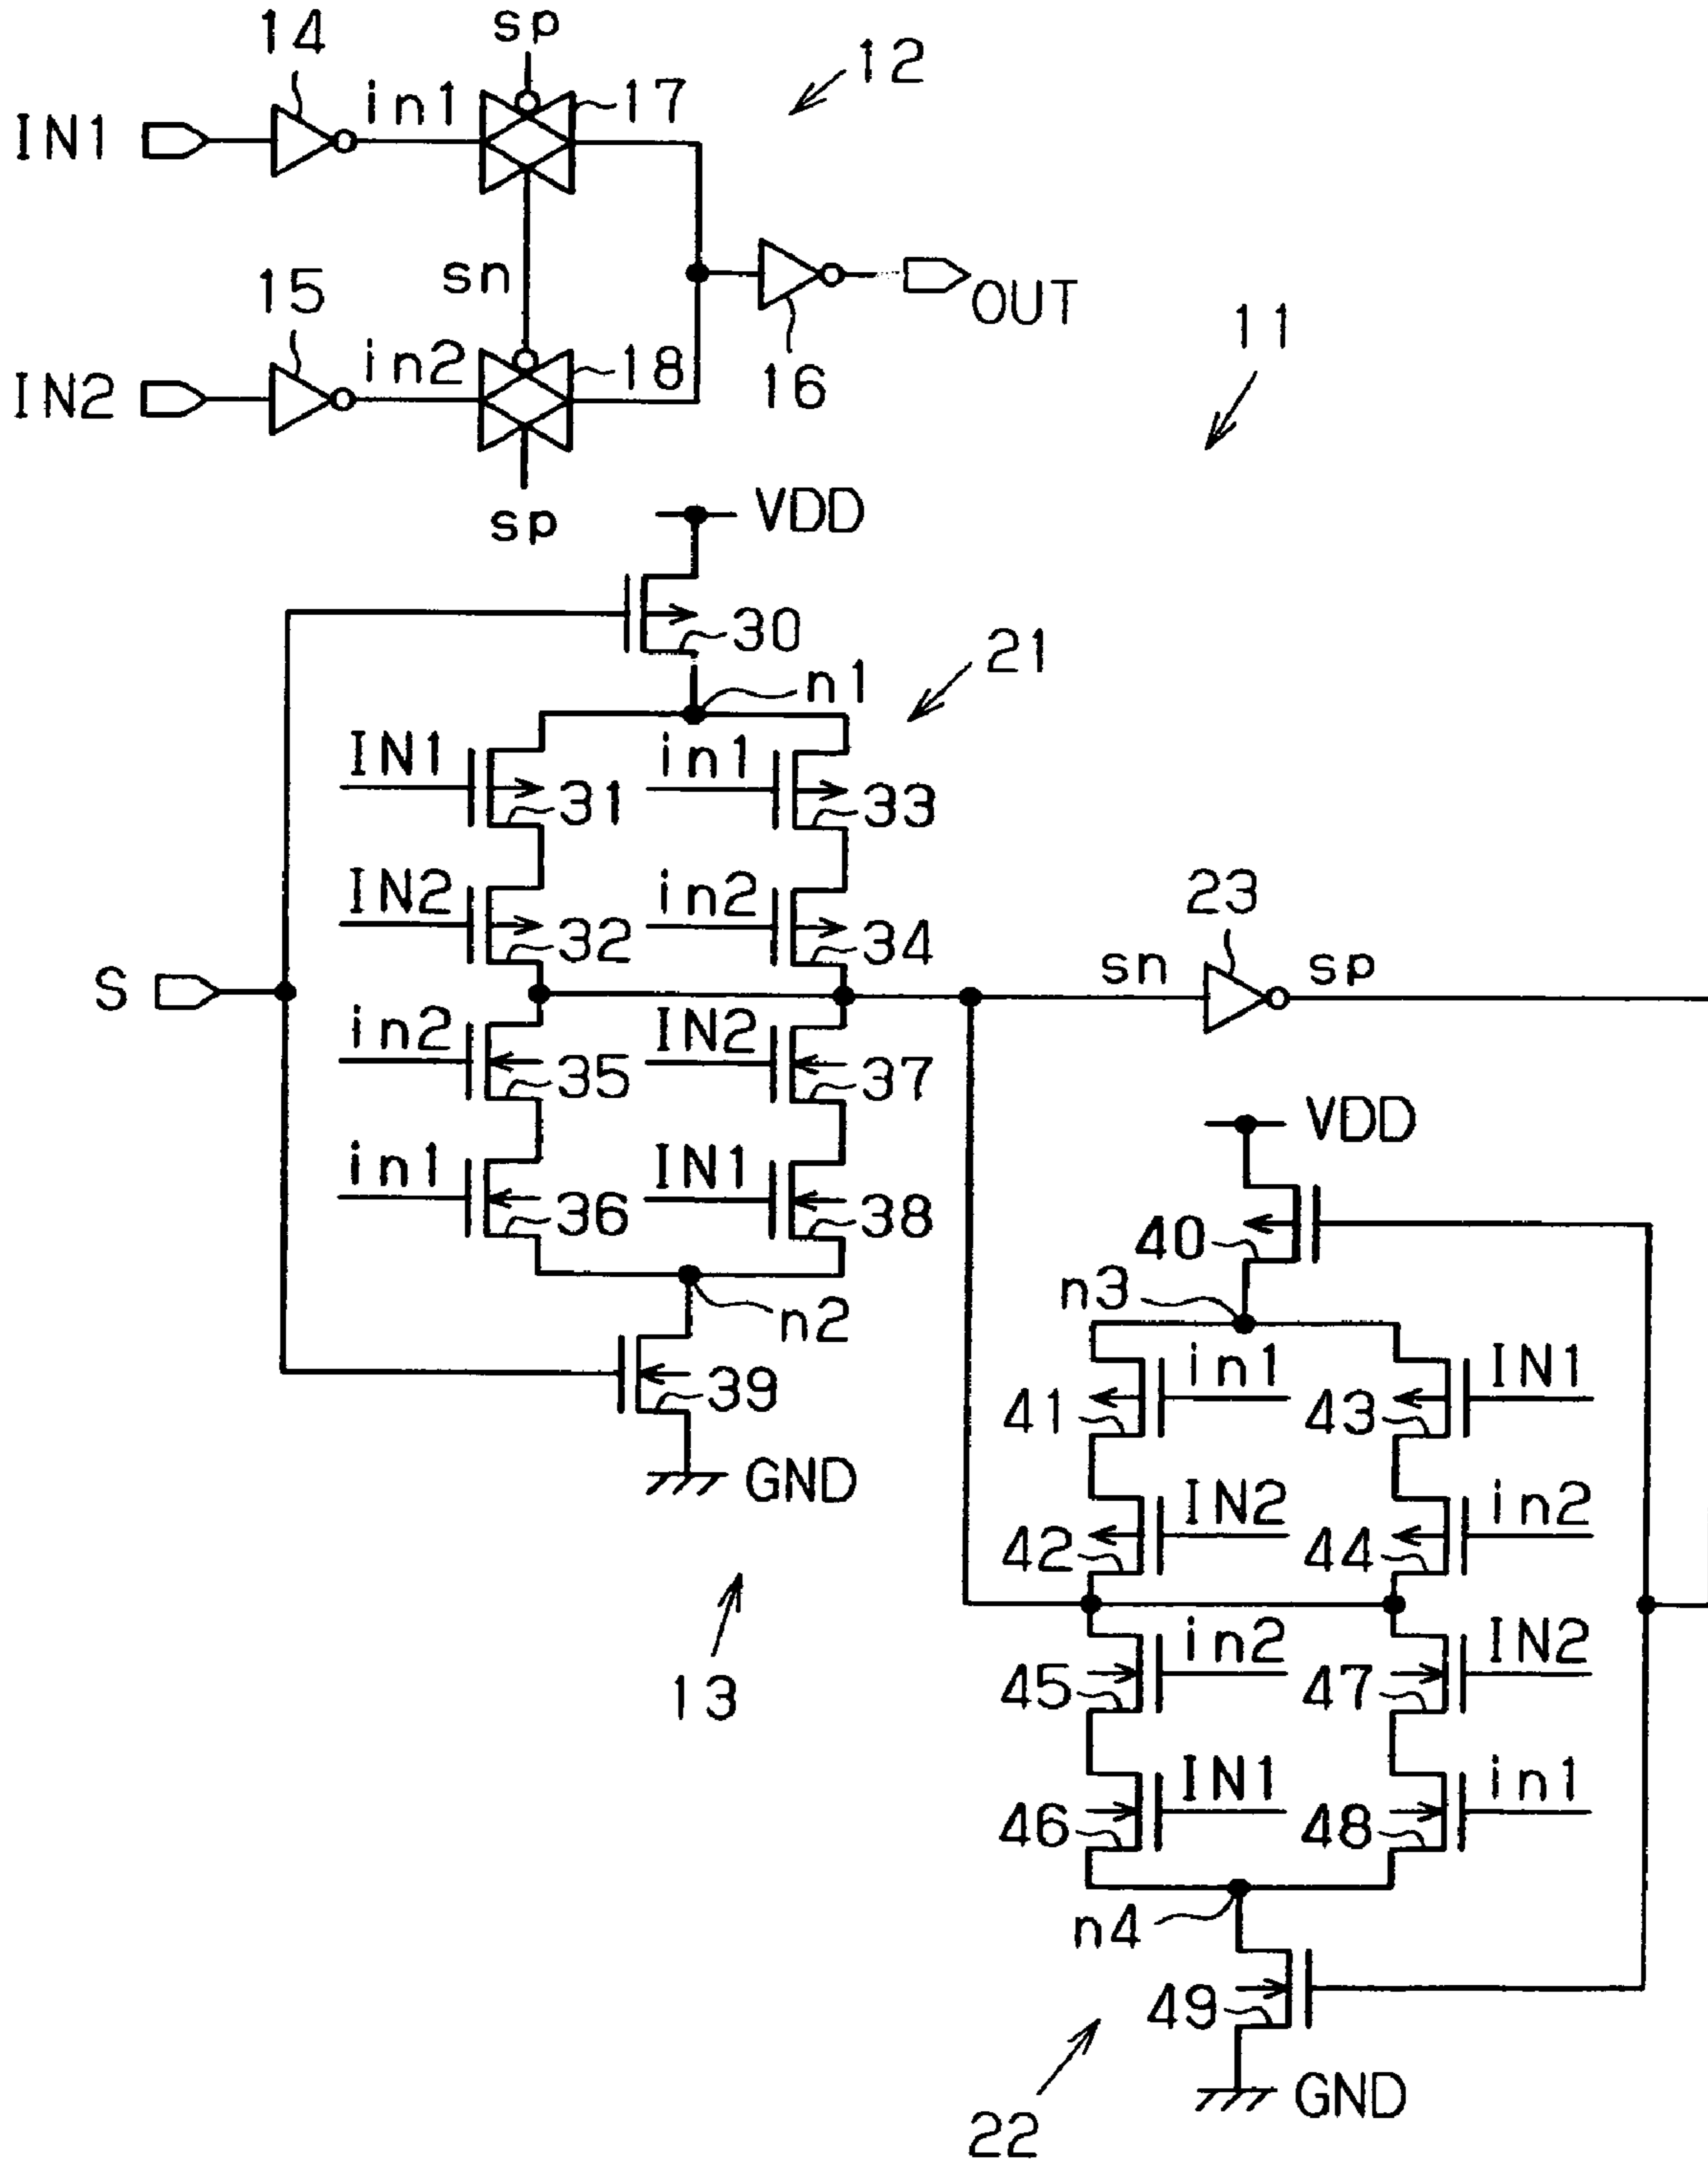 14
sp
12
in1
17
IN1
sn
15
OUT
in2
18
16
11
IN2
sp
VDD
30
21
n1
IN1
in1
31
33
IN2
in2
23
32
34
sn
sp
S
in2
IN2
35
37
VDD
in1
IN1
36
38
40
n3
n2
39
in1
IN1
41
43
GND
IN2
in2
42
44
in2
IN2
13
45
47
IN1
in1
46
48
n4
49
GND
22